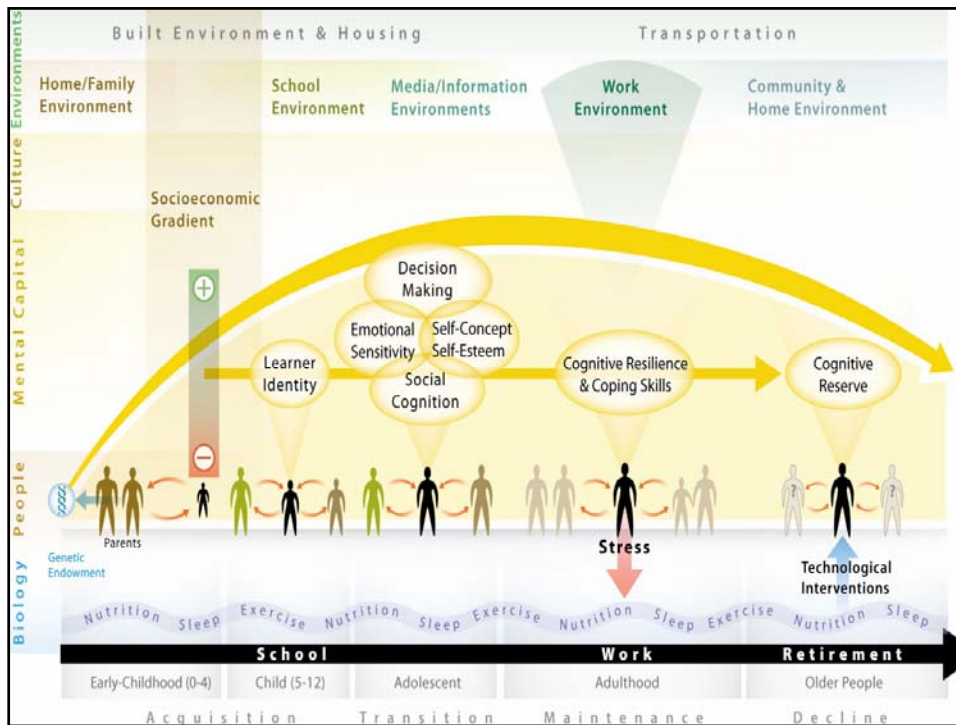 Built Environment & Housing
Transportation
Environments
Home/Family
Environment
School
Environment
Media/Information
Environments
Work
Environment
Community &
Home Environment
Culture
Socioeconomic
Gradient
Mental Capital
+
Decision
Making
Emotional
Sensitivity
Self-Concept
Self-Esteem
Learner
Identity
Social
Cognition
Cognitive Resilience
& Coping Skills
Cognitive
Reserve
−
People
?
?
Parents
Genetic
Endowment
Stress
Technological
Interventions
Biology
Nutrition Sleep Exercise Nutrition Sleep Exercise Nutrition Sleep Exercise Nutrition Sleep
School
Work
Retirement
Early-Childhood (0-4)
Child (5-12)
Adolescent
Adulthood
Older People
Acquisition
Transition
Maintenance
Decline